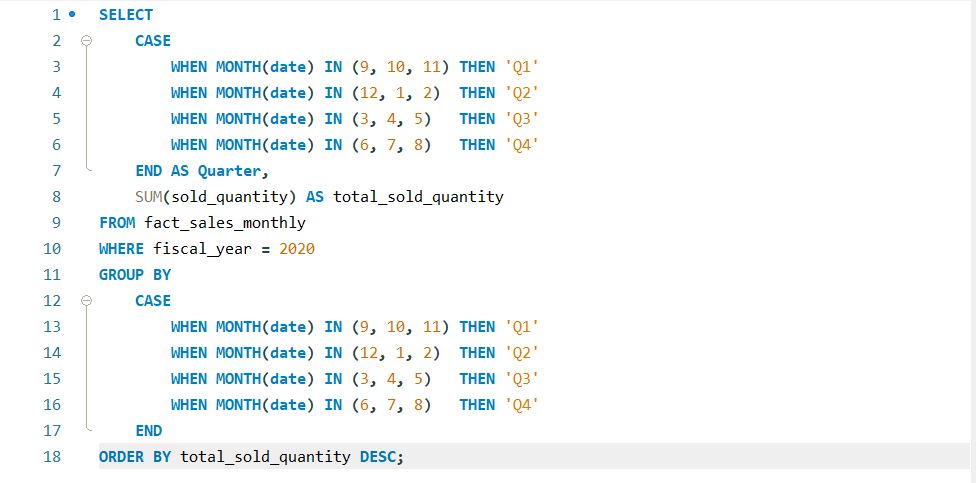 1 SELECT
2     CASE
3         WHEN MONTH(date) IN (9, 10, 11) THEN 'Q1'
4         WHEN MONTH(date) IN (12, 1, 2)  THEN 'Q2'
5         WHEN MONTH(date) IN (3, 4, 5)   THEN 'Q3'
6         WHEN MONTH(date) IN (6, 7, 8)   THEN 'Q4'
7     END AS Quarter,
8     SUM(sold_quantity) AS total_sold_quantity
9 FROM fact_sales_monthly
10 WHERE fiscal_year = 2020
11 GROUP BY
12     CASE
13         WHEN MONTH(date) IN (9, 10, 11) THEN 'Q1'
14         WHEN MONTH(date) IN (12, 1, 2)  THEN 'Q2'
15         WHEN MONTH(date) IN (3, 4, 5)   THEN 'Q3'
16         WHEN MONTH(date) IN (6, 7, 8)   THEN 'Q4'
17     END
18 ORDER BY total_sold_quantity DESC;